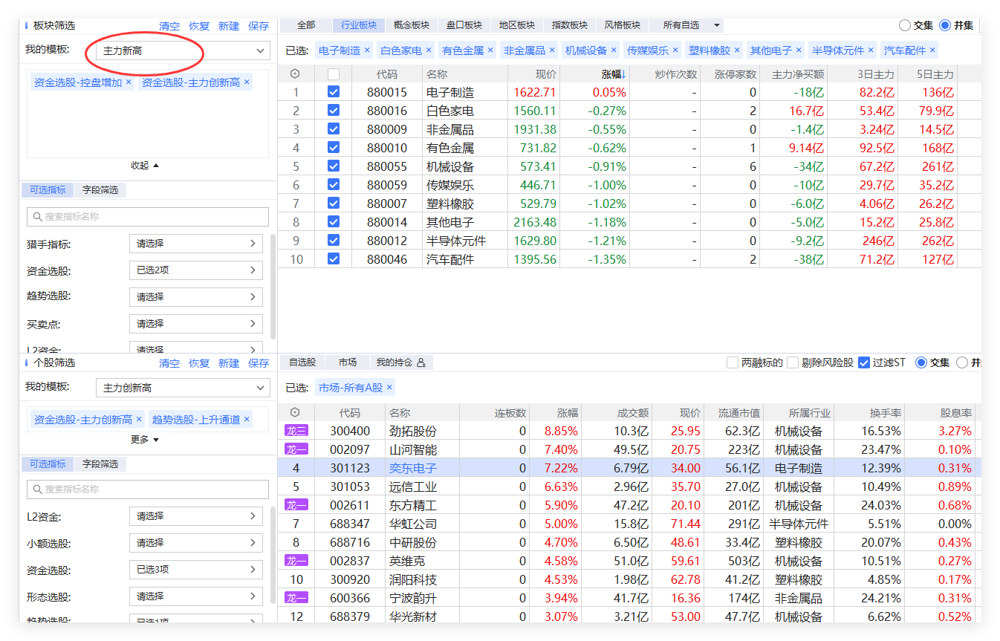 板块筛选 清空 恢复 新建 保存
我的模板: 主力新高
资金选股-控盘增加 × 资金选股-主力创新高 ×
收起
可选指标 字段筛选
搜索指标名称
猎手指标: 请选择
资金选股: 已选2项
趋势选股: 请选择
买卖点: 请选择
L2资金: 请选择
全部 行业板块 概念板块 盘口板块 地区板块 指数板块 风格板块 所有自选 交集 并集
已选: 电子制造 × 白色家电 × 有色金属 × 非金属品 × 机械设备 × 传媒娱乐 × 塑料橡胶 × 其他电子 × 半导体元件 × 汽车配件 ×
代码 名称 现价 涨幅↓ 炒作次数 涨停家数 主力净买额 3日主力 5日主力
1 880015 电子制造 1622.71 0.05% - 0 -18亿 82.2亿 136亿
2 880016 白色家电 1560.11 -0.27% - 2 16.7亿 53.4亿 79.9亿
3 880009 非金属品 1931.38 -0.55% - 0 -1.4亿 3.24亿 14.5亿
4 880010 有色金属 731.82 -0.62% - 1 9.14亿 92.5亿 168亿
5 880055 机械设备 573.41 -0.91% - 6 -34亿 67.2亿 261亿
6 880059 传媒娱乐 446.71 -1.00% - 0 -10亿 29.7亿 35.2亿
7 880007 塑料橡胶 529.79 -1.02% - 0 -6.0亿 4.06亿 26.2亿
8 880014 其他电子 2163.48 -1.18% - 0 -5.0亿 15.2亿 25.8亿
9 880012 半导体元件 1629.80 -1.21% - 0 -9.2亿 246亿 262亿
10 880046 汽车配件 1395.56 -1.35% - 2 -38亿 71.2亿 127亿
个股筛选 清空 恢复 新建 保存
我的模板: 主力创新高
资金选股-主力创新高 × 趋势选股-上升通道 ×
更多
可选指标 字段筛选
搜索指标名称
L2资金: 请选择
小额选股: 请选择
资金选股: 已选3项
形态选股: 请选择
趋势选股: 已选1项
自选股 市场 我的持仓 两融标的 剔除风险股 过滤ST 交集 并
已选: 市场-所有A股 ×
代码 名称 连板数 涨幅 成交额 现价 流通市值 所属行业 换手率 股息率
龙三 300400 劲拓股份 0 8.85% 10.3亿 25.95 62.3亿 机械设备 16.53% 3.27%
龙一 002097 山河智能 0 7.40% 49.5亿 20.75 223亿 机械设备 23.47% 0.10%
4 301123 奕东电子 0 7.22% 6.79亿 34.00 56.1亿 电子制造 12.39% 0.31%
5 301053 远信工业 0 6.63% 2.96亿 35.70 27.0亿 机械设备 10.49% 0.89%
龙一 002611 东方精工 0 5.90% 47.2亿 20.10 201亿 机械设备 24.03% 0.68%
7 688347 华虹公司 0 5.00% 15.8亿 71.44 291亿 半导体元件 5.51% 0.00%
8 688716 中研股份 0 4.70% 6.50亿 48.61 33.4亿 塑料橡胶 20.07% 0.43%
龙一 002837 英维克 0 4.58% 51.0亿 59.61 503亿 机械设备 10.51% 0.27%
10 300920 润阳科技 0 4.53% 1.98亿 62.78 41.2亿 塑料橡胶 4.85% 0.17%
龙一 600366 宁波韵升 0 3.94% 41.7亿 16.36 174亿 非金属品 24.21% 0.31%
12 688379 华光新材 0 3.07% 3.21亿 53.00 47.7亿 机械设备 6.62% 0.52%